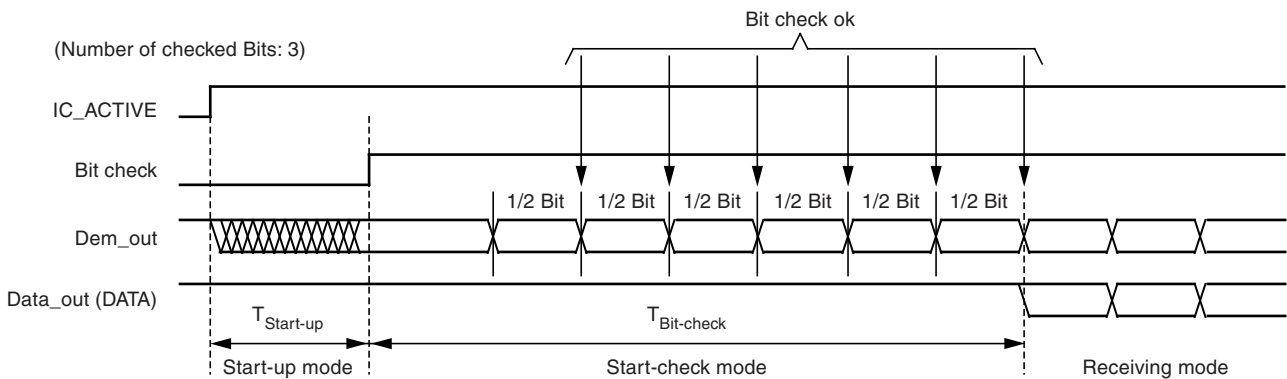 Bit check ok
(Number of checked Bits: 3)
IC_ACTIVE
Bit check
1/2 Bit 1/2 Bit 1/2 Bit 1/2 Bit 1/2 Bit 1/2 Bit
Dem_out
Data_out (DATA)
TStart-up TBit-check
Start-up mode Start-check mode Receiving mode